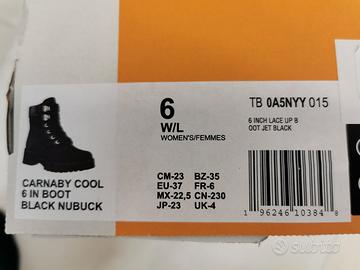 6
W/L
WOMEN'S/FEMMES
TB 0A5NYY 015
6 INCH LACE UP B
OOT JET BLACK
CARNABY COOL
6 IN BOOT
BLACK NUBUCK
CM-23 BZ-35
EU-37 FR-6
MX-22,5 CN-230
JP-23 UK-4
1 96246 10384 8
subito